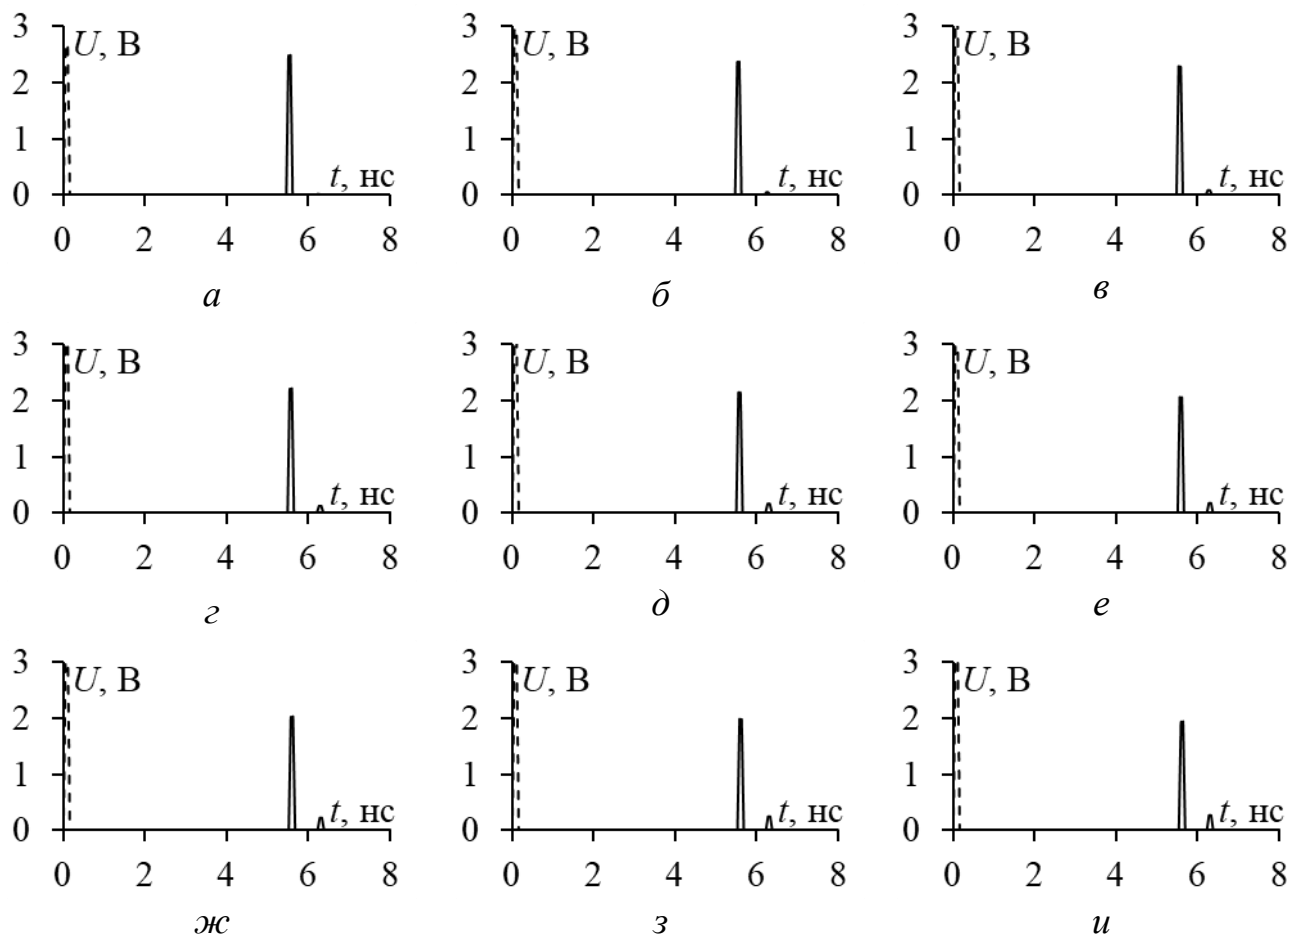 3 U, В 3 U, В 3 U, В
2 2 2
1 1 1
0 t, нс 0 t, нс 0 t, нс
0 2 4 6 8 0 2 4 6 8 0 2 4 6 8
а б в
3 U, В 3 U, В 3 U, В
2 2 2
1 1 1
0 t, нс 0 t, нс 0 t, нс
0 2 4 6 8 0 2 4 6 8 0 2 4 6 8
г д е
3 U, В 3 U, В 3 U, В
2 2 2
1 1 1
0 t, нс 0 t, нс 0 t, нс
0 2 4 6 8 0 2 4 6 8 0 2 4 6 8
ж з и